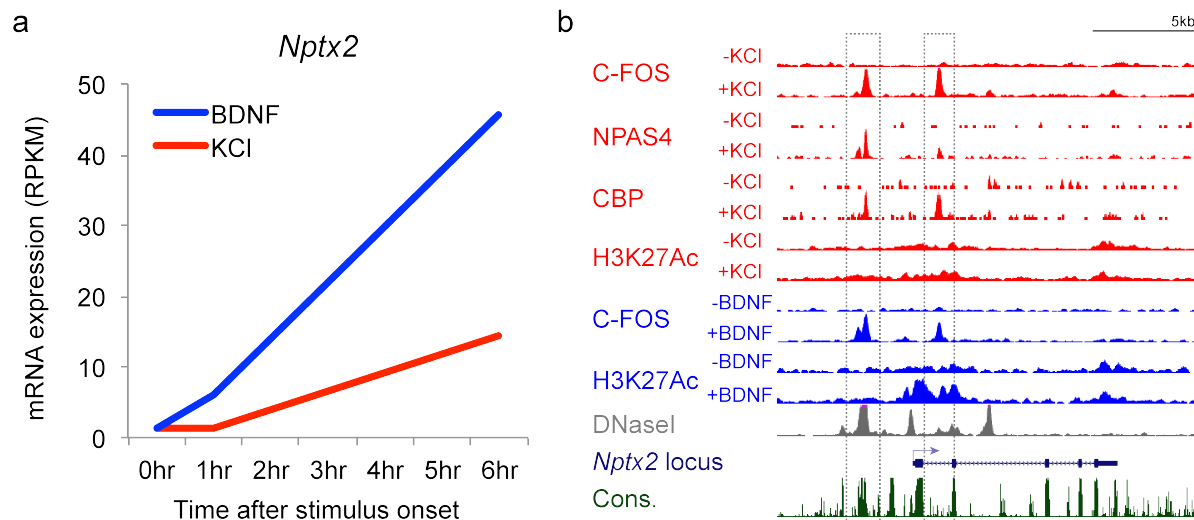 a
Nptx2
mRNA expression (RPKM)
50
40
30
20
10
0
BDNF
KCl
0hr 1hr 2hr 3hr 4hr 5hr 6hr
Time after stimulus onset
b
5kb
C-FOS
-KCl
+KCl
NPAS4
-KCl
+KCl
CBP
-KCl
+KCl
H3K27Ac
-KCl
+KCl
C-FOS
-BDNF
+BDNF
H3K27Ac
-BDNF
+BDNF
DNaseI
Nptx2 locus
Cons.